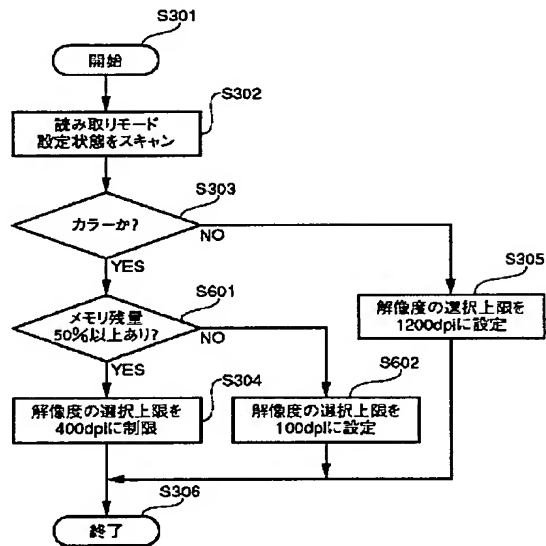 S301
開始
S302
読み取りモード
設定状態をスキャン
S303
カラーか?
NO
YES
S305
解像度の選択上限を
1200dpiに設定
S601
メモリ残量
50%以上あり?
NO
YES
S304
解像度の選択上限を
400dpiに制限
S602
解像度の選択上限を
100dpiに設定
S306
終了